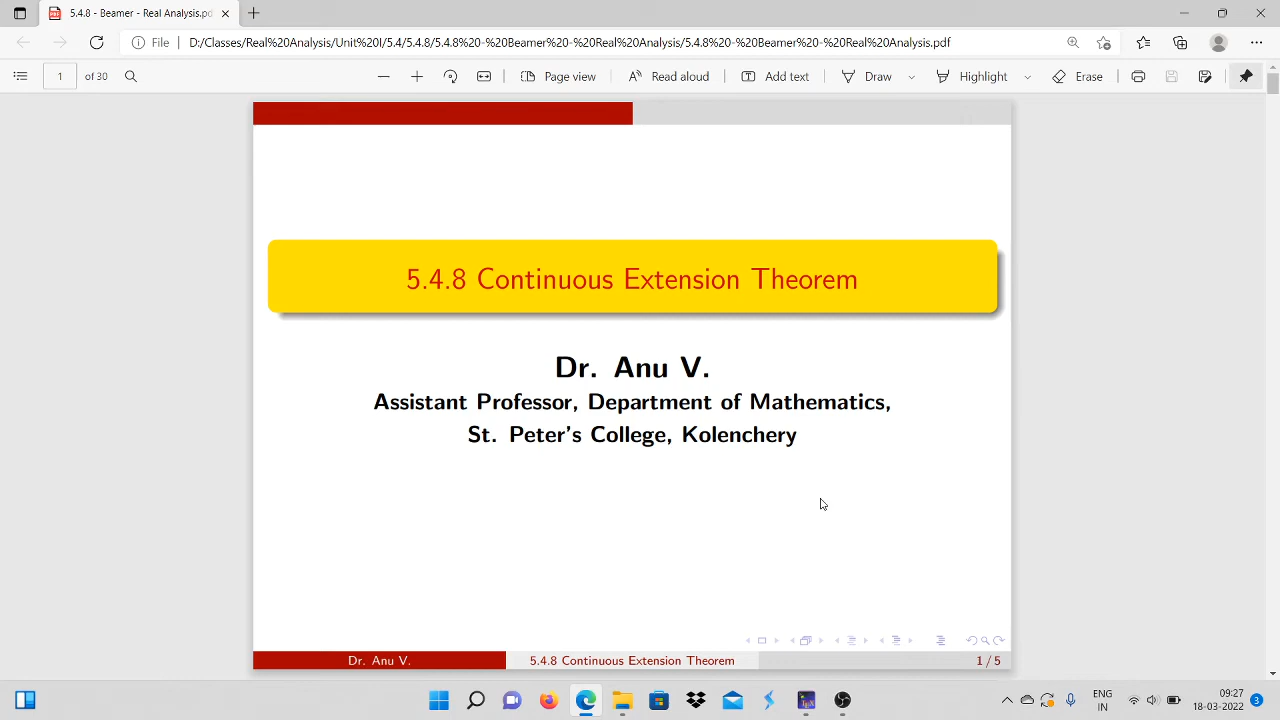 5.4.8 - Beamer - Real Analysis.pd
File
D:/Classes/Real%20Analysis/Unit%20I/5.4/5.4.8/5.4.8%20-%20Beamer%20-%20Real%20Analysis/5.4.8%20-%20Beamer%20-%20Real%20Analysis.pdf
1 of 30
Page view
Read aloud
Add text
Draw
Highlight
Erase
5.4.8 Continuous Extension Theorem
Dr. Anu V.
Assistant Professor, Department of Mathematics,
St. Peter's College, Kolenchery
Dr. Anu V.
5.4.8 Continuous Extension Theorem
1 / 5
ENG
IN
09:27
18-03-2022
3